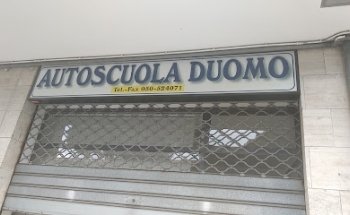 AUTOSCUOLA DUOMO
Tel.-Fax 050-524071